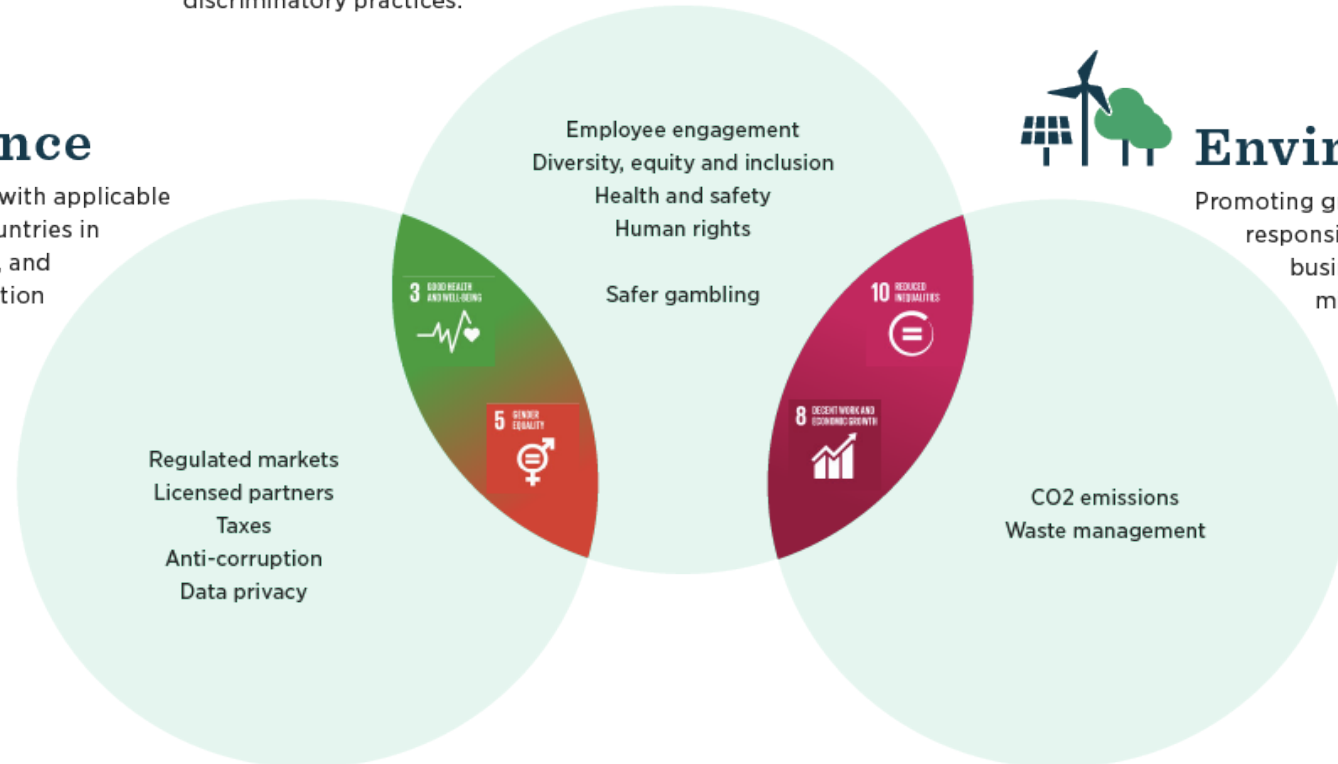 discriminatory practices.
nce
with applicable
untries in
, and
tion
Employee engagement
Diversity, equity and inclusion
Health and safety
Human rights
Safer gambling
Envir
Promoting g
responsi
busi
m
3 GOOD HEALTH
AND WELL-BEING
5 GENDER
EQUALITY
10 REDUCED
INEQUALITIES
8 DECENT WORK AND
ECONOMIC GROWTH
Regulated markets
Licensed partners
Taxes
Anti-corruption
Data privacy
CO2 emissions
Waste management